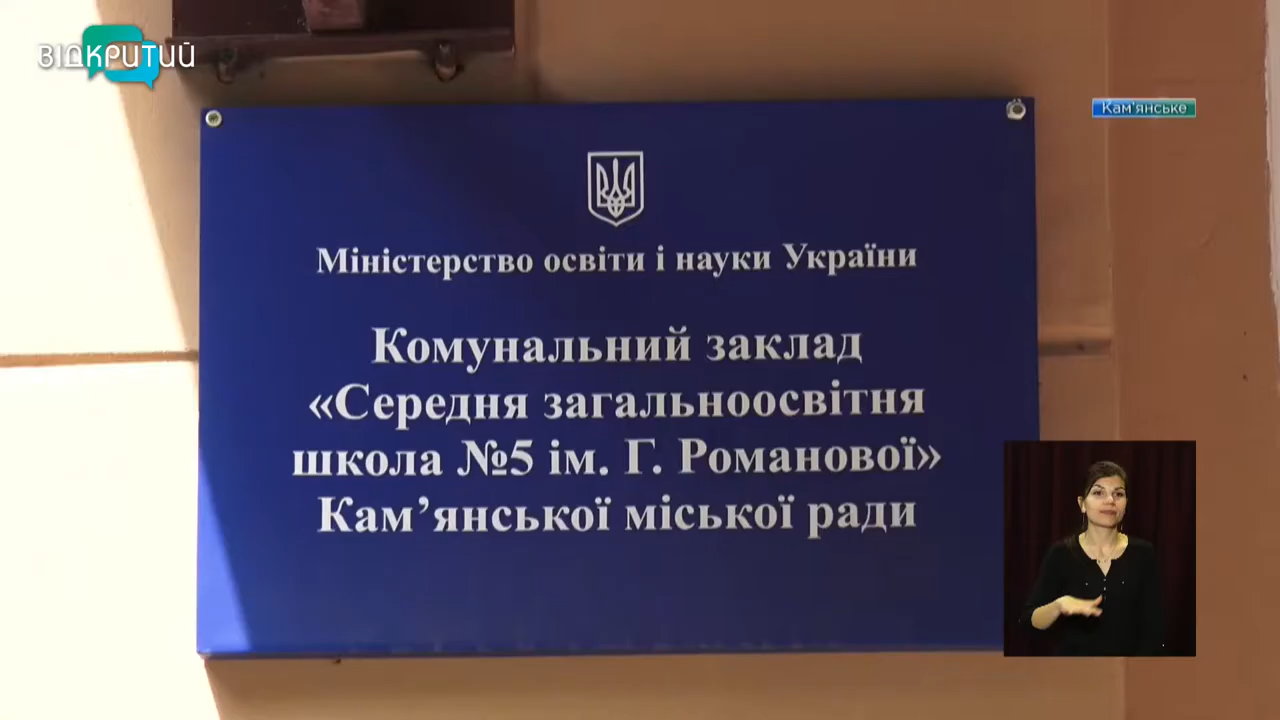 ВІДКРИТИЙ
Кам'янське
Міністерство освіти і науки України
Комунальний заклад
«Середня загальноосвітня
школа №5 ім. Г. Романової»
Кам’янської міської ради